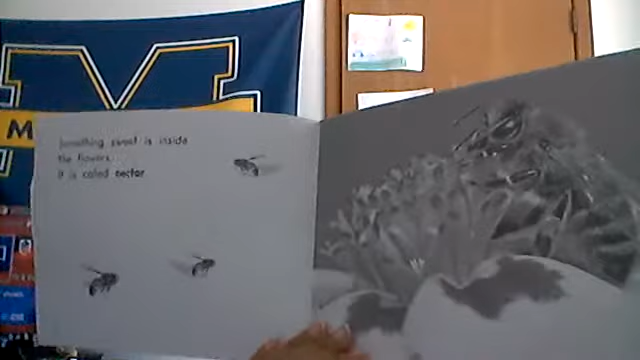 M
Something sweet is inside
the flowers.
It is called nectar.